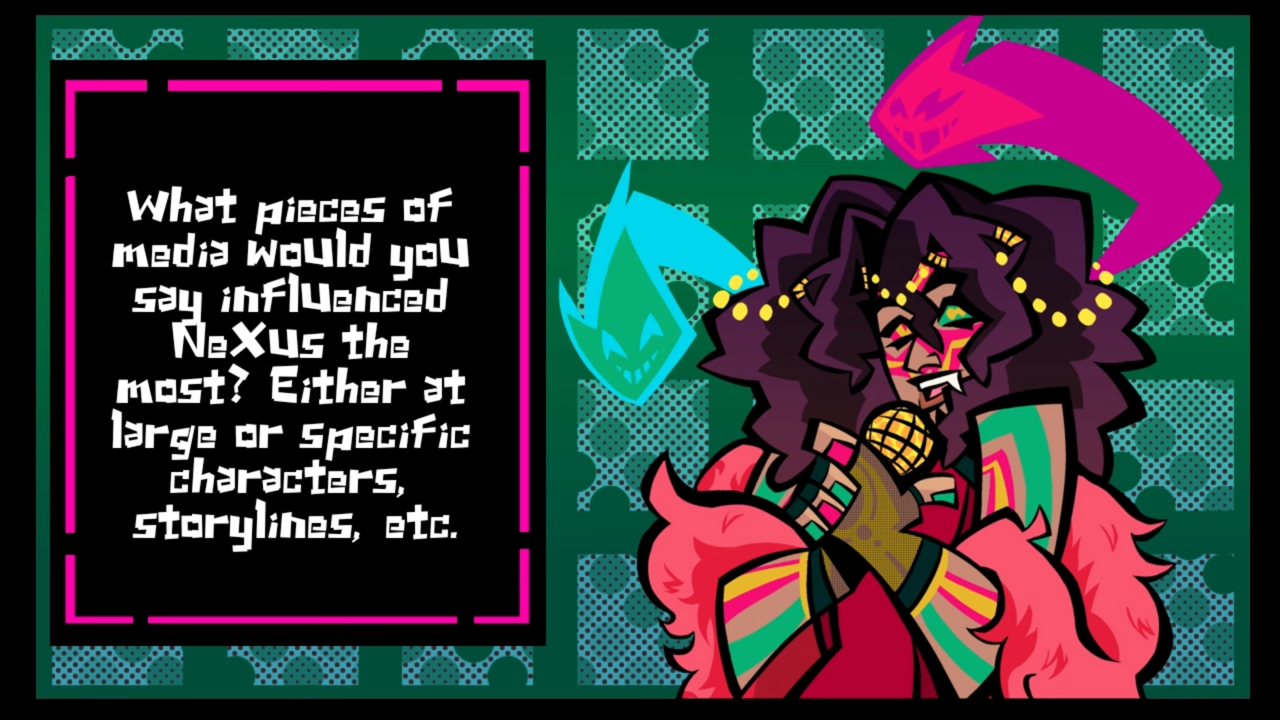 What pieces of
media would you
say influenced
NeXus the
most? Either at
large or specific
characters,
storylines, etc.